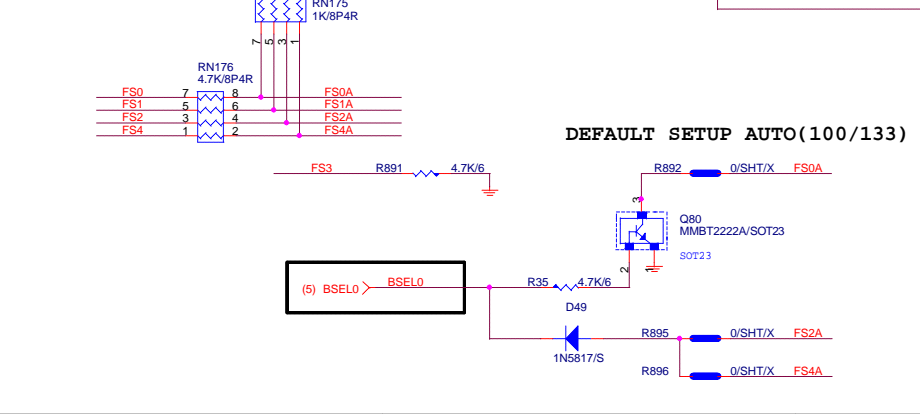 RN175
1K/8P4R
7 5 3 1
RN176
4.7K/8P4R
FS0 7 8 FS0A
FS1 5 6 FS1A
FS2 3 4 FS2A
FS4 1 2 FS4A
DEFAULT SETUP AUTO(100/133)
FS3 R891 4.7K/6
R892 0/SHT/X FS0A
3
Q80
MMBT2222A/SOT23
SOT23
2 1
(5) BSEL0 BSEL0
R35 4.7K/6
D49
1N5817/S
R895 0/SHT/X FS2A
R896 0/SHT/X FS4A